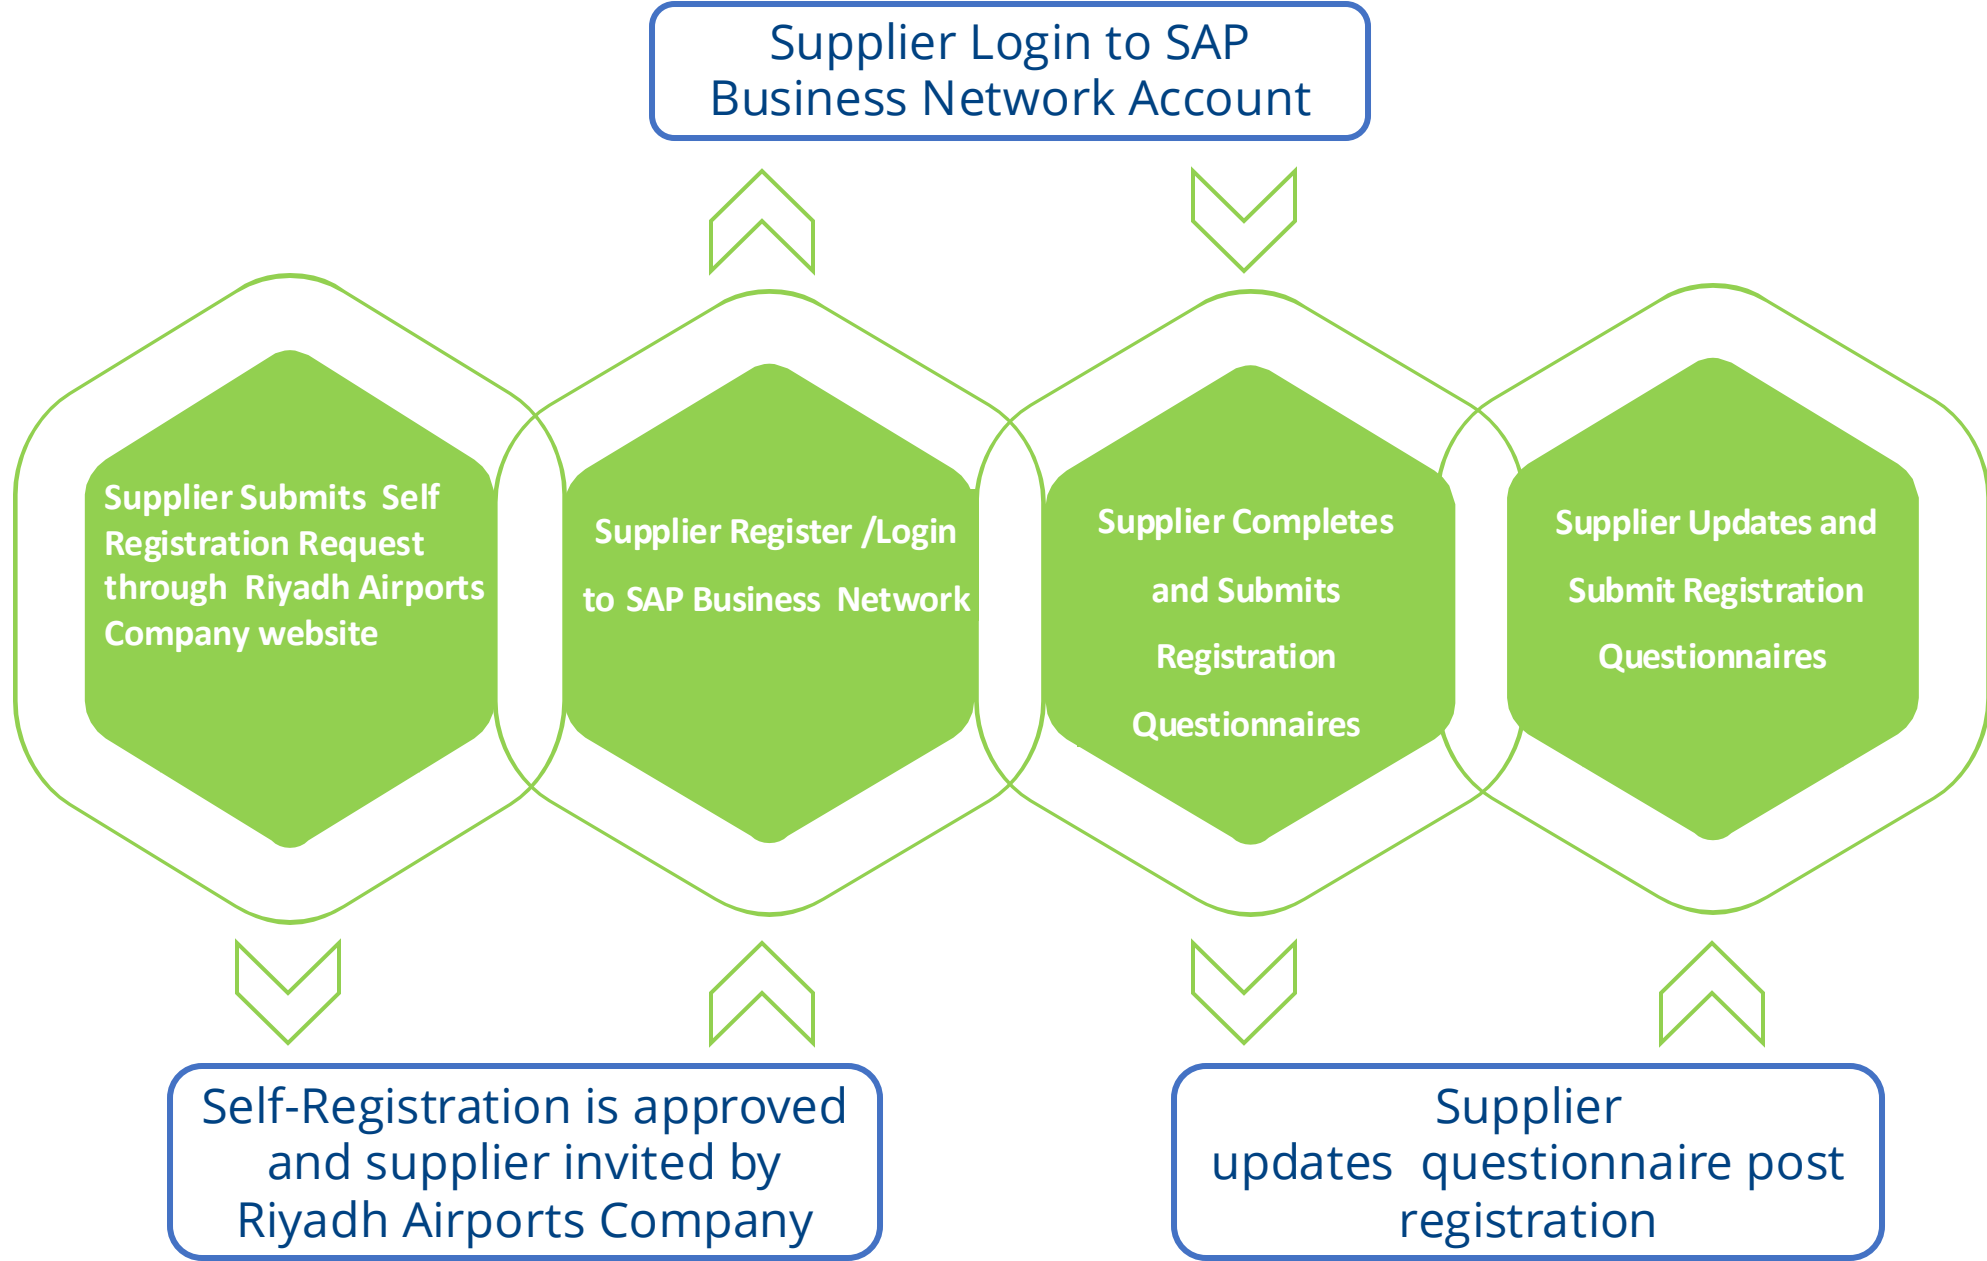 Supplier Login to SAP
Business Network Account
Supplier Submits Self
Registration Request
through Riyadh Airports
Company website
Supplier Register /Login
to SAP Business Network
Supplier Completes
and Submits
Registration
Questionnaires
Supplier Updates and
Submit Registration
Questionnaires
Self-Registration is approved
and supplier invited by
Riyadh Airports Company
Supplier
updates questionnaire post
registration